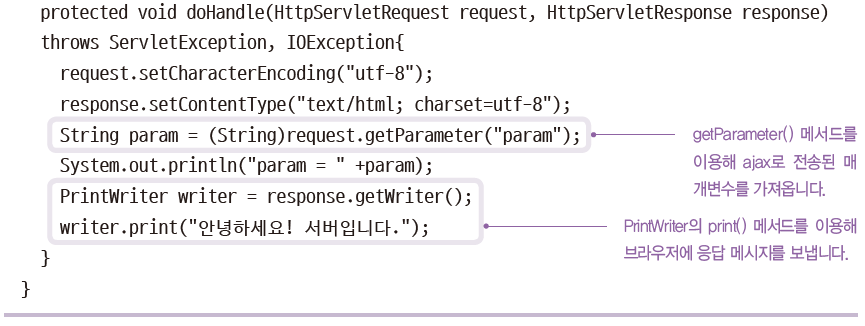 protected void doHandle(HttpServletRequest request, HttpServletResponse response)
throws ServletException, IOException{
request.setCharacterEncoding("utf-8");
response.setContentType("text/html; charset=utf-8");
String param = (String)request.getParameter("param");
System.out.println("param = " +param);
PrintWriter writer = response.getWriter();
writer.print("안녕하세요! 서버입니다.");
}
}
getParameter() 메서드를
이용해 ajax로 전송된 매
개변수를 가져옵니다.
PrintWriter의 print() 메서드를 이용해
브라우저에 응답 메시지를 보냅니다.